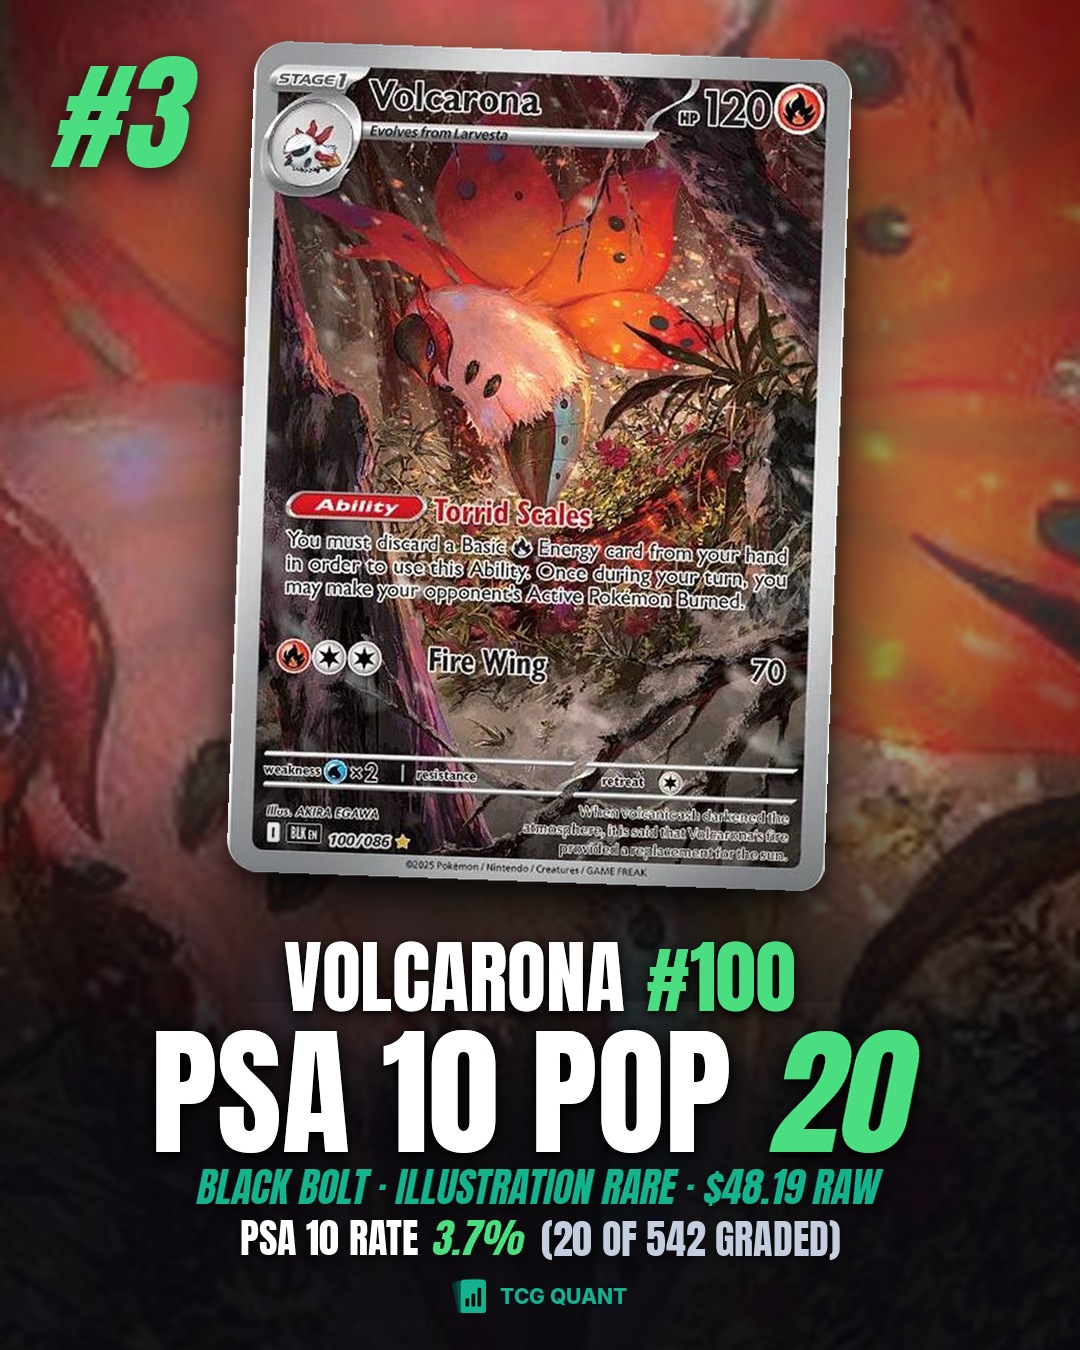 #3
STAGE 1
Volcarona
HP 120
Evolves from Larvesta
Ability Torrid Scales
You must discard a Basic Energy card from your hand
in order to use this Ability. Once during your turn, you
may make your opponent's Active Pokémon Burned.
Fire Wing 70
weakness ×2 resistance retreat
Illus. AKIRA EGAWA
I BLK EN 100/086
When volcanic ash darkened the
atmosphere, it is said that Volcarona's fire
provided a replacement for the sun.
©2025 Pokémon / Nintendo / Creatures / GAME FREAK
VOLCARONA #100
PSA 10 POP 20
BLACK BOLT · ILLUSTRATION RARE · $48.19 RAW
PSA 10 RATE 3.7% (20 OF 542 GRADED)
TCG QUANT